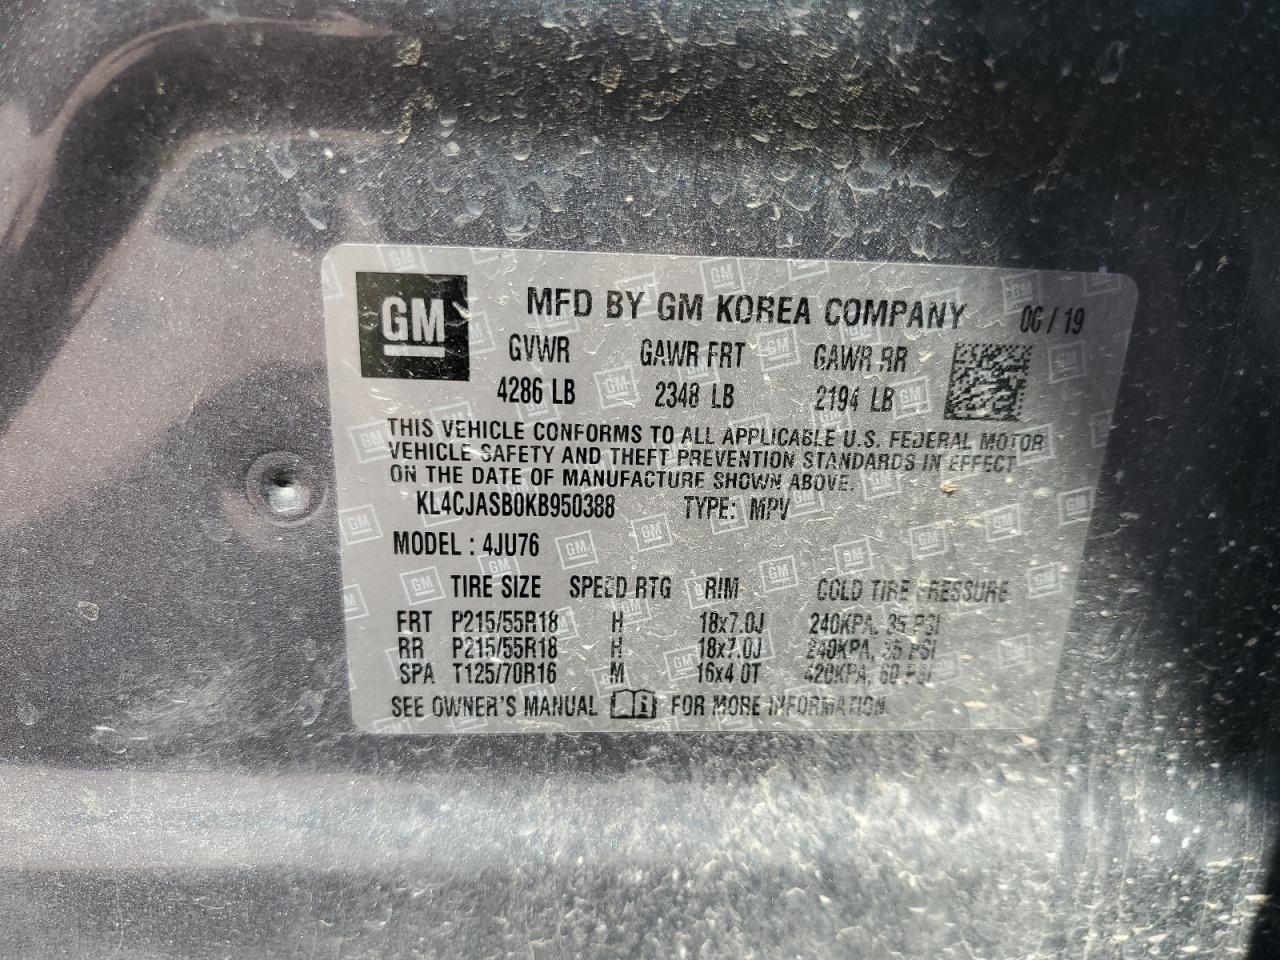 GM
MFD BY GM KOREA COMPANY 06/19
GVWR GAWR FRT GAWR RR
4286 LB 2348 LB 2194 LB
THIS VEHICLE CONFORMS TO ALL APPLICABLE U.S. FEDERAL MOTOR
VEHICLE SAFETY AND THEFT PREVENTION STANDARDS IN EFFECT
ON THE DATE OF MANUFACTURE SHOWN ABOVE.
KL4CJASB0KB950388 TYPE: MPV
MODEL : 4JU76
TIRE SIZE SPEED RTG RIM COLD TIRE PRESSURE
FRT P215/55R18 H 18x7.0J 240KPA, 35 PSI
RR P215/55R18 H 18x7.0J 240KPA, 35 PSI
SPA T125/70R16 M 16x4.0T 420KPA, 60 PSI
SEE OWNER'S MANUAL FOR MORE INFORMATION